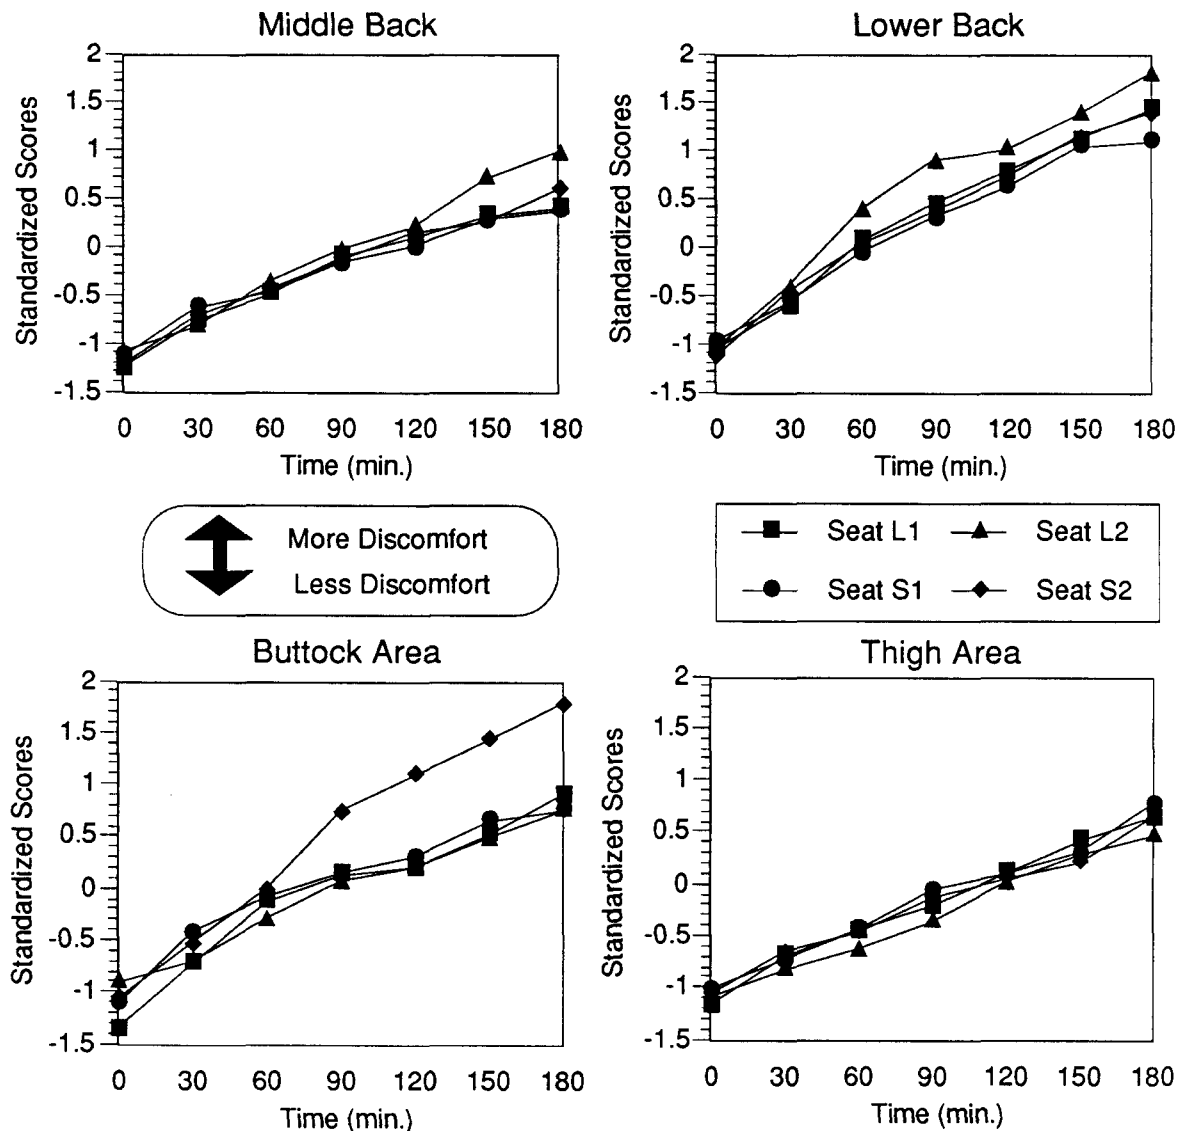 Middle Back
Standardized Scores
2
1.5
1
0.5
0
-0.5
-1
-1.5
0 30 60 90 120 150 180
Time (min.)
Lower Back
Standardized Scores
2
1.5
1
0.5
0
-0.5
-1
-1.5
0 30 60 90 120 150 180
Time (min.)
More Discomfort
Less Discomfort
Seat L1 Seat L2
Seat S1 Seat S2
Buttock Area
Standardized Scores
2
1.5
1
0.5
0
-0.5
-1
-1.5
0 30 60 90 120 150 180
Time (min.)
Thigh Area
Standardized Scores
2
1.5
1
0.5
0
-0.5
-1
-1.5
0 30 60 90 120 150 180
Time (min.)